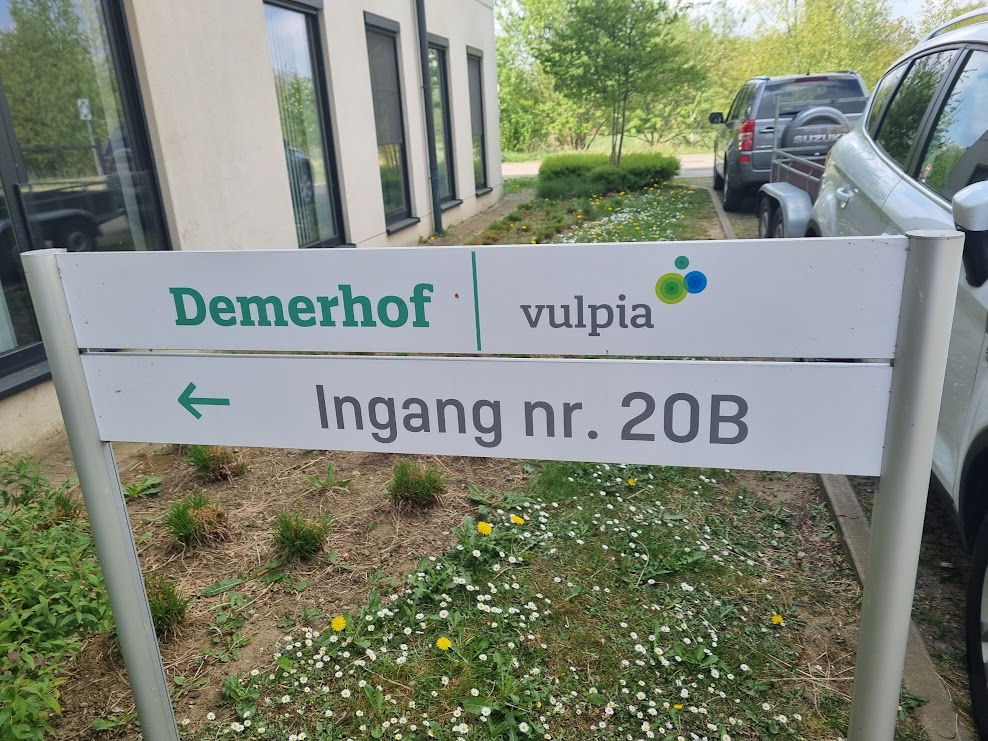 SUZUKI
Demerhof vulpia
← Ingang nr. 20B